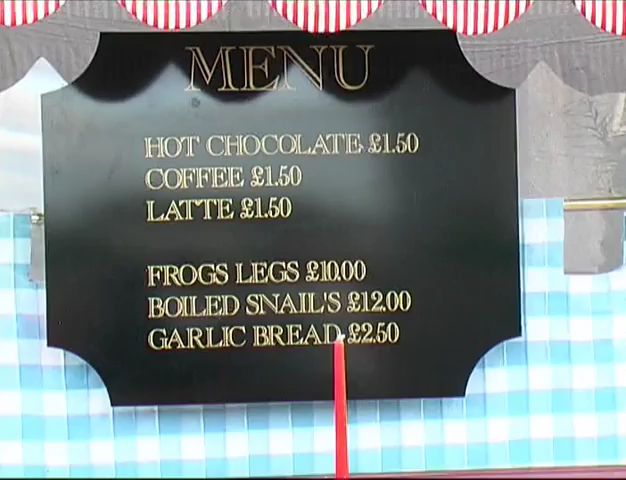 MENU
HOT CHOCOLATE £1.50
COFFEE £1.50
LATTE £1.50
FROGS LEGS £10.00
BOILED SNAIL'S £12.00
GARLIC BREAD £2.50